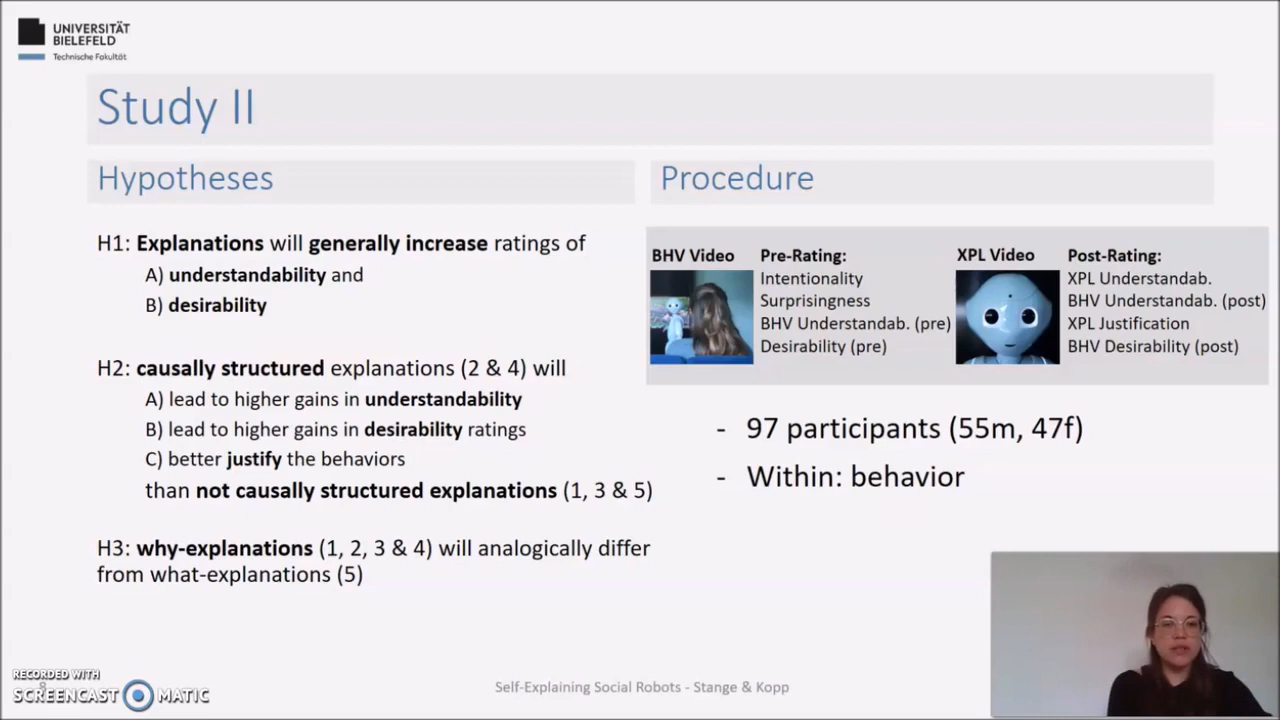 UNIVERSITÄT
BIELEFELD
Technische Fakultät
Study II
Hypotheses
H1: Explanations will generally increase ratings of
A) understandability and
B) desirability
H2: causally structured explanations (2 & 4) will
A) lead to higher gains in understandability
B) lead to higher gains in desirability ratings
C) better justify the behaviors
than not causally structured explanations (1, 3 & 5)
H3: why-explanations (1, 2, 3 & 4) will analogically differ
from what-explanations (5)
Procedure
BHV Video
Pre-Rating:
Intentionality
Surprisingness
BHV Understandab. (pre)
Desirability (pre)
XPL Video
Post-Rating:
XPL Understandab.
BHV Understandab. (post)
XPL Justification
BHV Desirability (post)
- 97 participants (55m, 47f)
- Within: behavior
RECORDED WITH
SCREENCAST MATIC
Self-Explaining Social Robots - Stange & Kopp